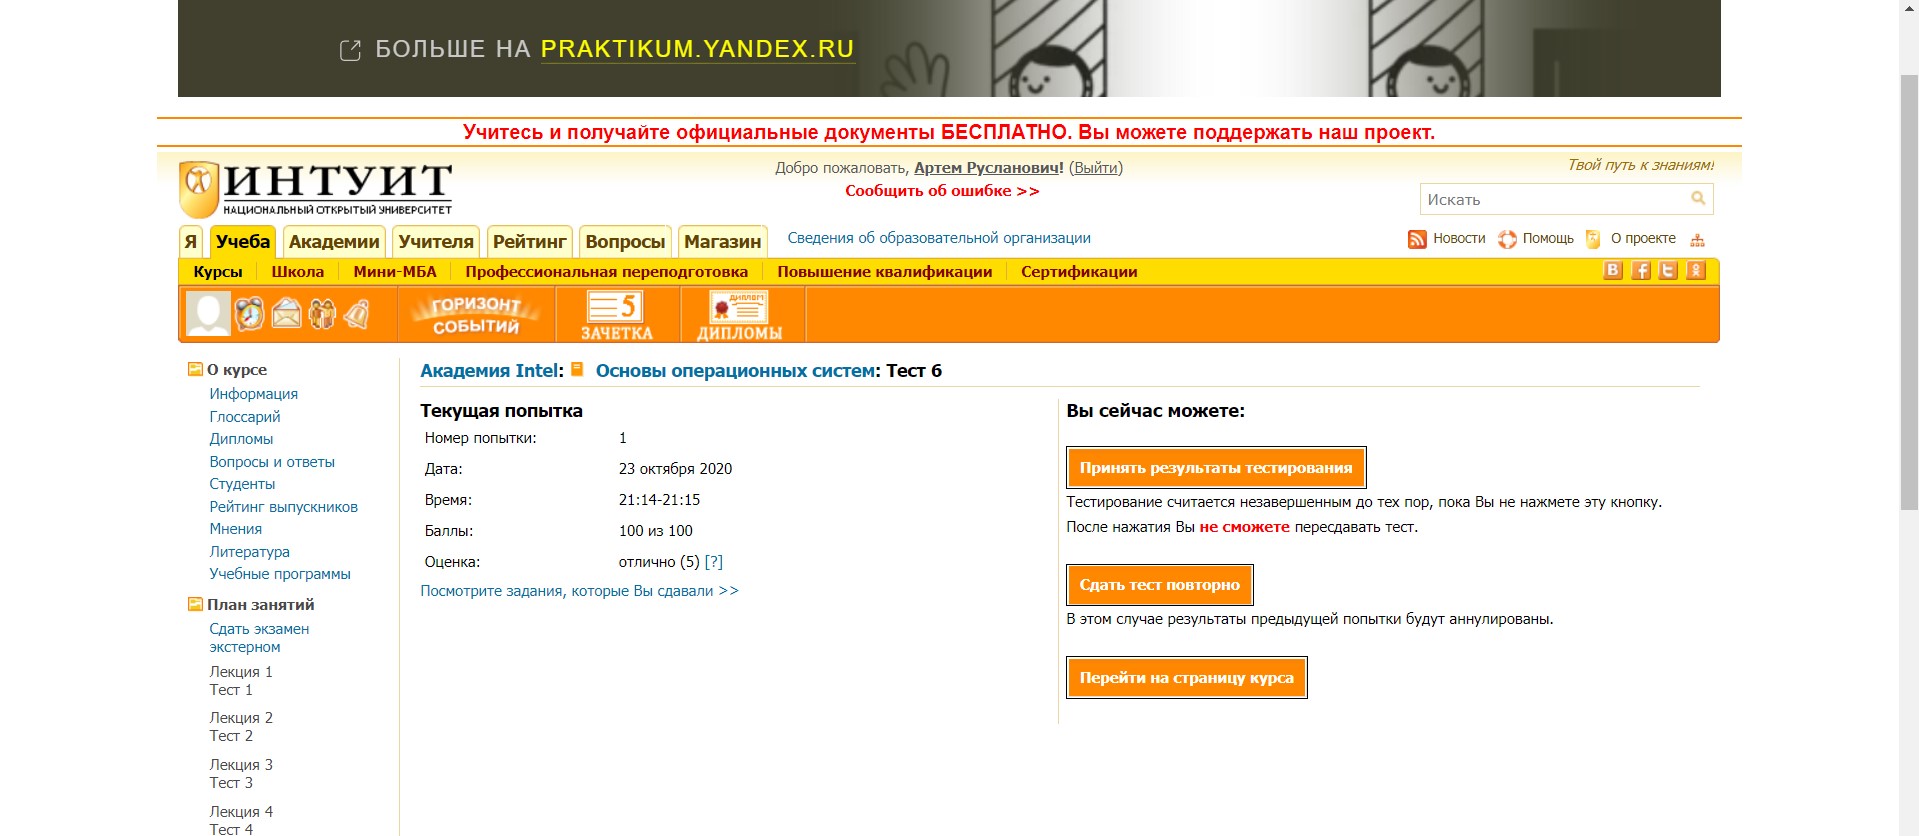 БОЛЬШЕ НА PRAKTIKUM.YANDEX.RU
Учитесь и получайте официальные документы БЕСПЛАТНО. Вы можете поддержать наш проект.
ИНТУИТ
НАЦИОНАЛЬНЫЙ ОТКРЫТЫЙ УНИВЕРСИТЕТ
Добро пожаловать, Артем Русланович! (Выйти)
Сообщить об ошибке >>
Твой путь к знаниям!
Искать
Я Учеба Академии Учителя Рейтинг Вопросы Магазин Сведения об образовательной организации Новости Помощь О проекте
Курсы Школа Мини-МБА Профессиональная переподготовка Повышение квалификации Сертификации
ГОРИЗОНТ
СОБЫТИЙ
5
ЗАЧЕТКА
ДИПЛОМ
ДИПЛОМЫ
О курсе
Информация
Глоссарий
Дипломы
Вопросы и ответы
Студенты
Рейтинг выпускников
Мнения
Литература
Учебные программы
План занятий
Сдать экзамен
экстерном
Лекция 1
Тест 1
Лекция 2
Тест 2
Лекция 3
Тест 3
Лекция 4
Тест 4
Академия Intel: Основы операционных систем: Тест 6
Текущая попытка
Номер попытки: 1
Дата: 23 октября 2020
Время: 21:14-21:15
Баллы: 100 из 100
Оценка: отлично (5) [?]
Посмотрите задания, которые Вы сдавали >>
Вы сейчас можете:
Принять результаты тестирования
Тестирование считается незавершенным до тех пор, пока Вы не нажмете эту кнопку.
После нажатия Вы не сможете пересдавать тест.
Сдать тест повторно
В этом случае результаты предыдущей попытки будут аннулированы.
Перейти на страницу курса